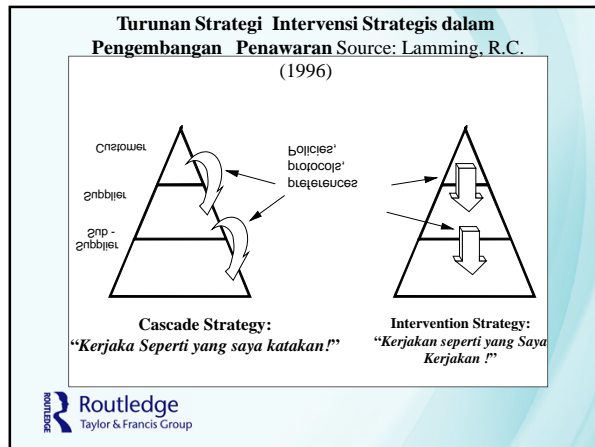 Turunan Strategi Intervensi Strategis dalam
Pengembangan Penawaran Source: Lamming, R.C.
(1996)
Customer
Supplier
Sub -
Supplier
Policies,
protocols,
preferences
Cascade Strategy:
“Kerjaka Seperti yang saya katakan!”
Intervention Strategy:
“Kerjakan seperti yang Saya
Kerjakan !”
ROUTLEDGE
Routledge
Taylor & Francis Group